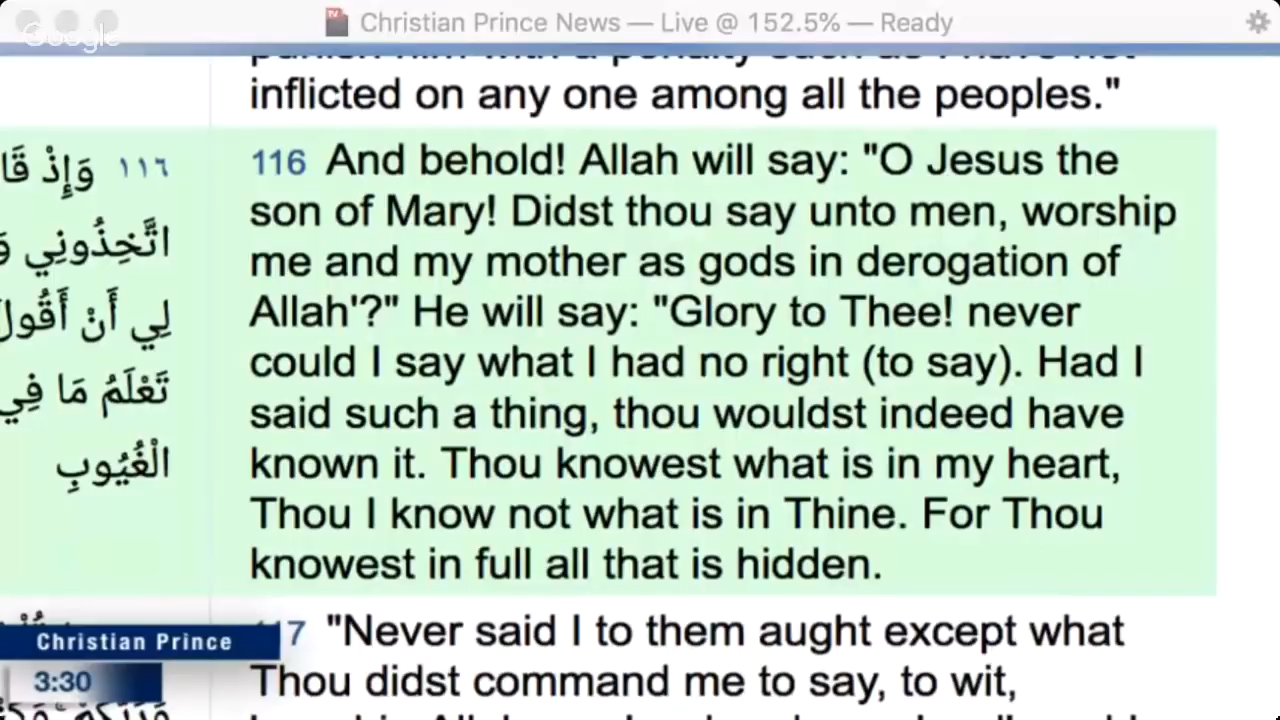 Google
Christian Prince News — Live @ 152.5% — Ready
inflicted on any one among all the peoples."
١١٦ وَإِذْ قَا
116 And behold! Allah will say: "O Jesus the
son of Mary! Didst thou say unto men, worship
اتَّخِذُونِي وَ
me and my mother as gods in derogation of
لِي أَنْ أَقُولَ
Allah'?" He will say: "Glory to Thee! never
could I say what I had no right (to say). Had I
تَعْلَمُ مَا فِي
said such a thing, thou wouldst indeed have
الْغُيُوبِ
known it. Thou knowest what is in my heart,
Thou I know not what is in Thine. For Thou
knowest in full all that is hidden.
17 "Never said I to them aught except what
Christian Prince
Thou didst command me to say, to wit,
3:30